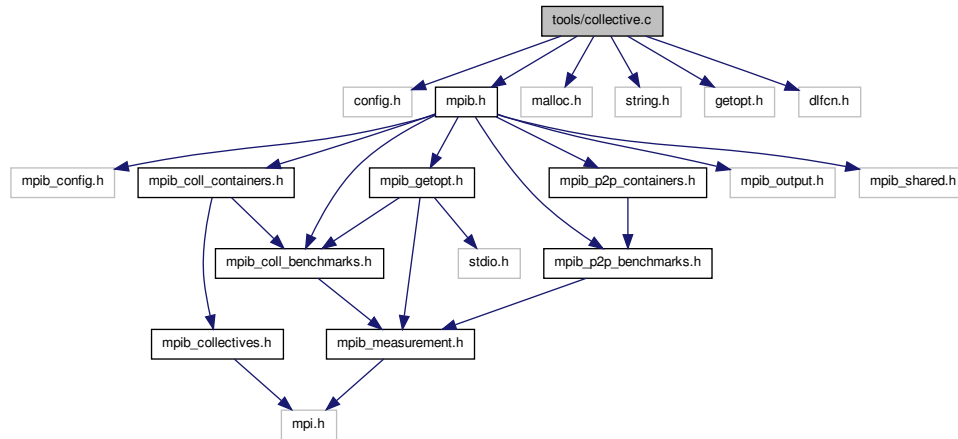 tools/collective.c
config.h
mpib.h
malloc.h
string.h
getopt.h
dlfcn.h
mpib_config.h
mpib_coll_containers.h
mpib_getopt.h
mpib_p2p_containers.h
mpib_output.h
mpib_shared.h
mpib_coll_benchmarks.h
stdio.h
mpib_p2p_benchmarks.h
mpib_collectives.h
mpib_measurement.h
mpi.h